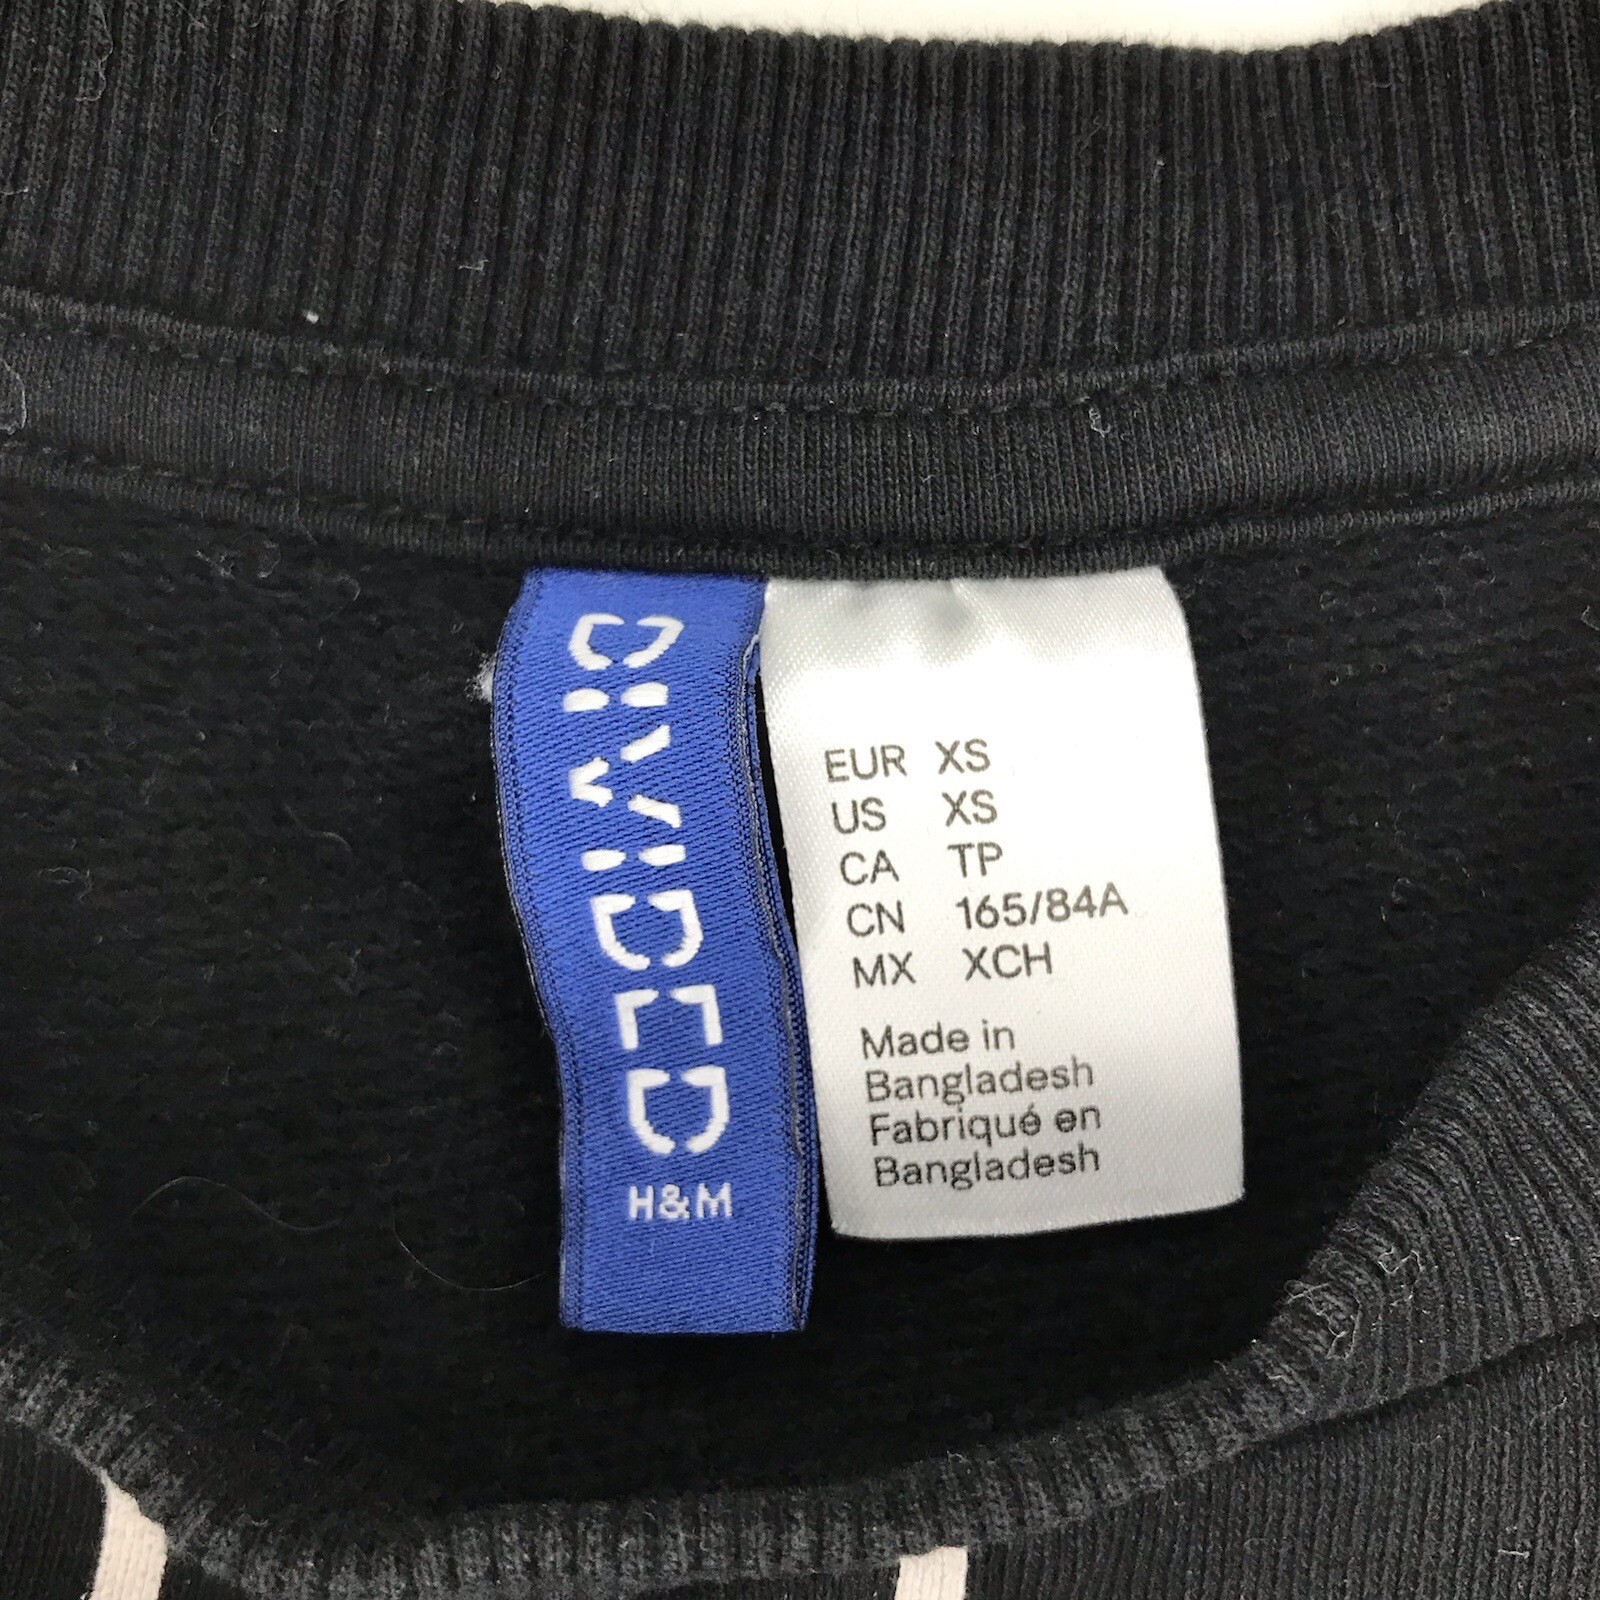 DIVIDED
H&M
EUR XS
US XS
CA TP
CN 165/84A
MX XCH
Made in
Bangladesh
Fabriqué en
Bangladesh